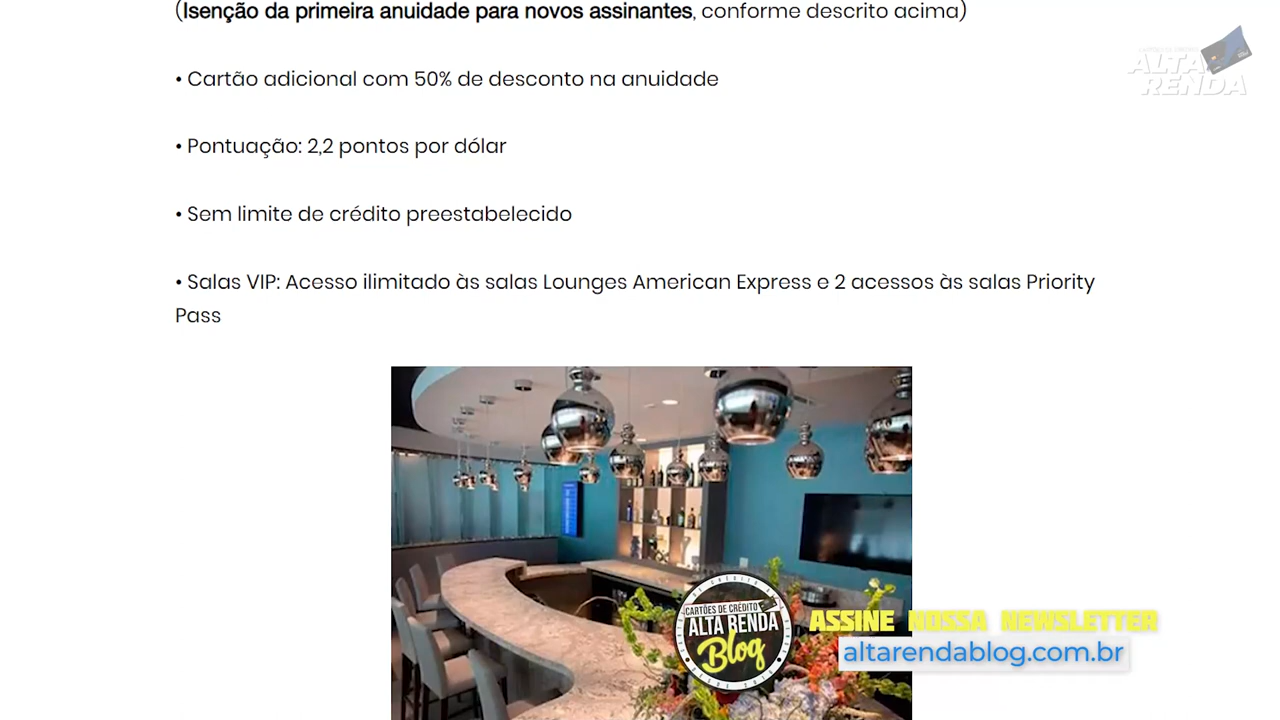 (Isenção da primeira anuidade para novos assinantes, conforme descrito acima)
ALTA
RENDA
• Cartão adicional com 50% de desconto na anuidade
• Pontuação: 2,2 pontos por dólar
• Sem limite de crédito preestabelecido
• Salas VIP: Acesso ilimitado às salas Lounges American Express e 2 acessos às salas Priority
Pass
CARTÕES DE CRÉDITO
ALTA RENDA
Blog
ASSINE NOSSA NEWSLETTER
altarendablog.com.br